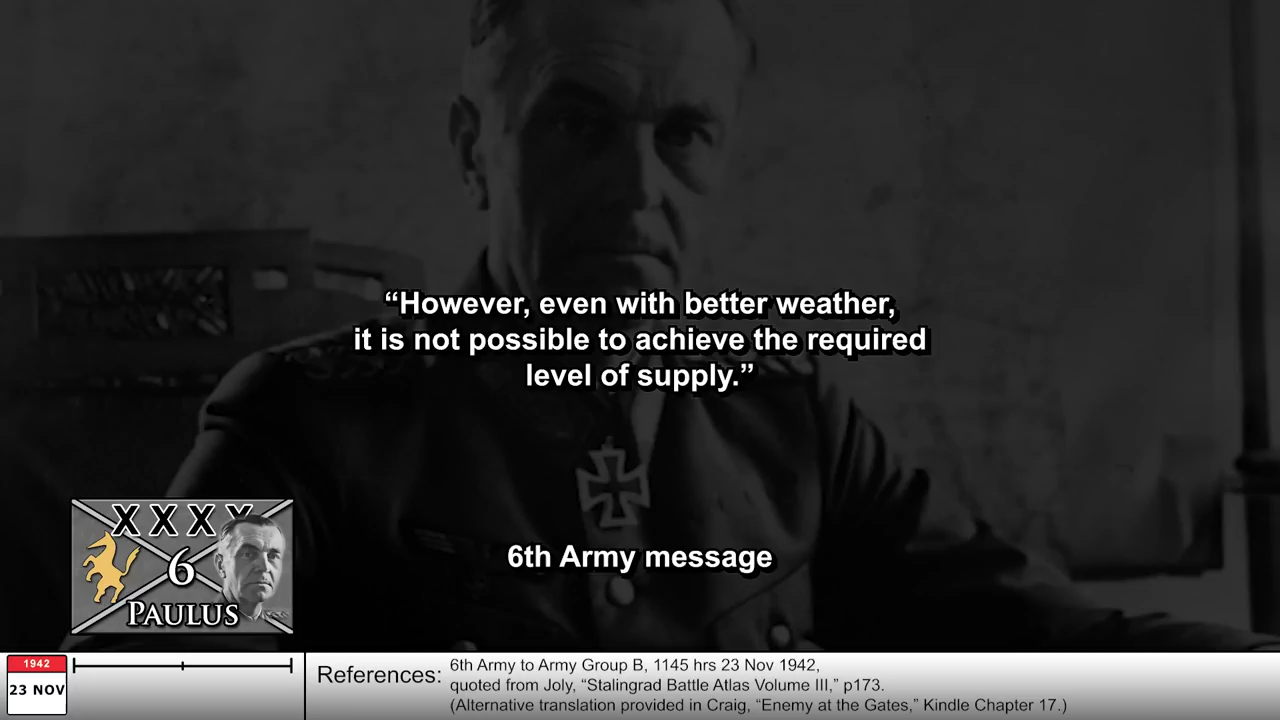 “However, even with better weather,
it is not possible to achieve the required
level of supply.”
6th Army message
XXXX
6
PAULUS
1942
23 NOV
References:
6th Army to Army Group B, 1145 hrs 23 Nov 1942,
quoted from Joly, “Stalingrad Battle Atlas Volume III,” p173.
(Alternative translation provided in Craig, “Enemy at the Gates,” Kindle Chapter 17.)